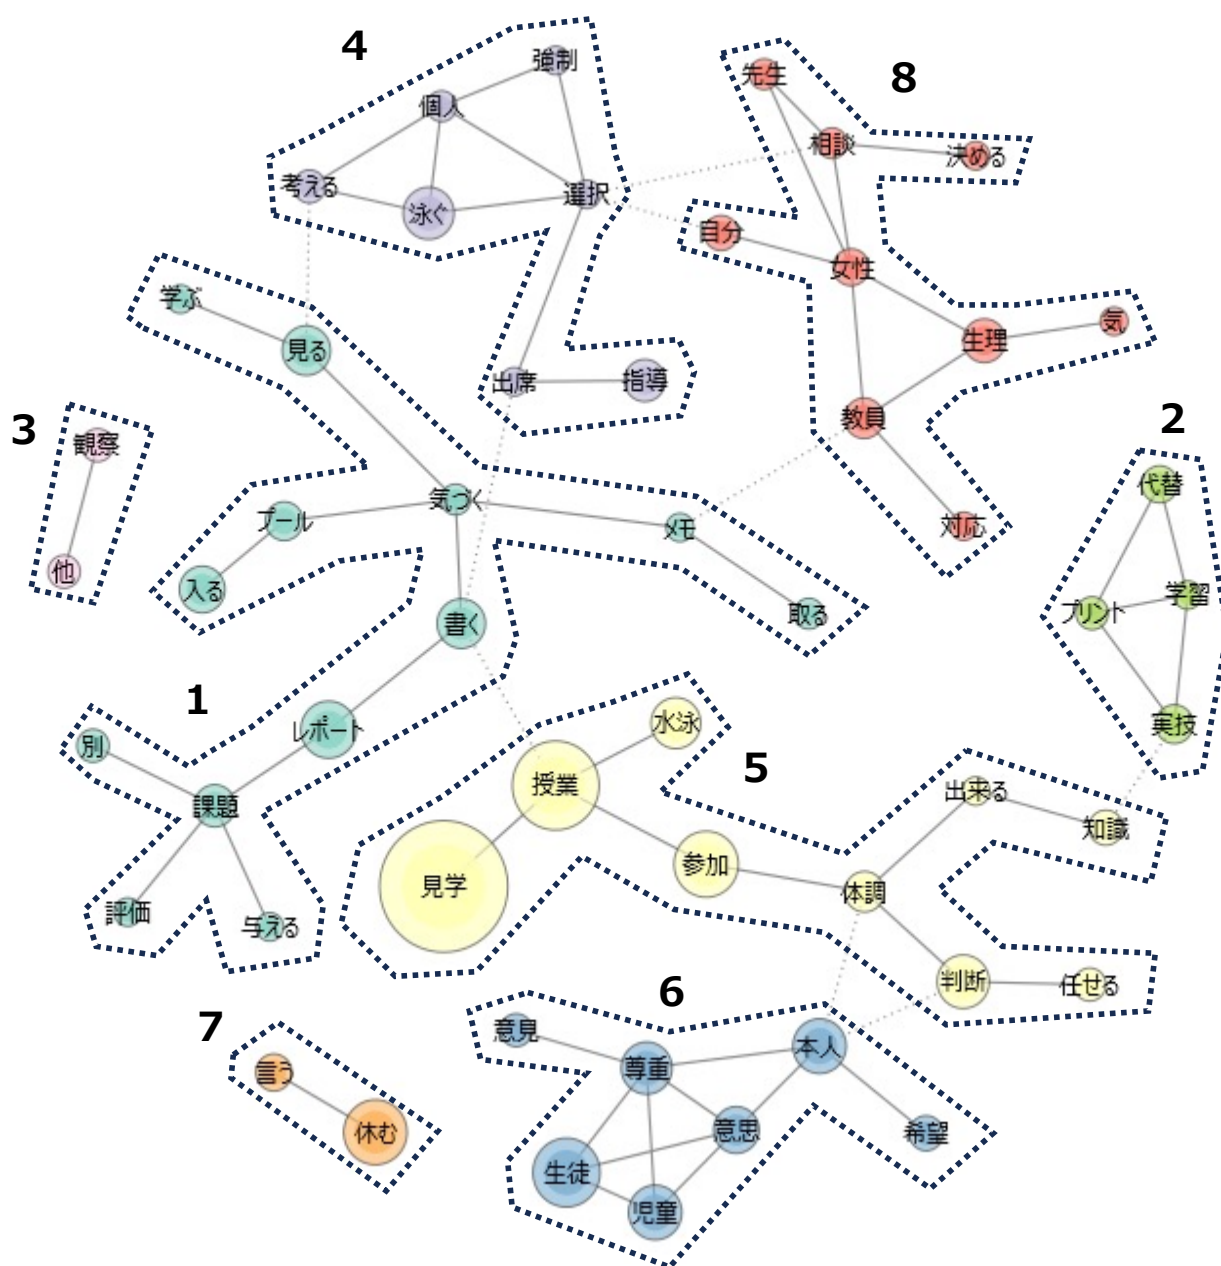 4
強制
個人
考える
泳ぐ
選択
出席
指導
8
先生
相談
決める
自分
女性
生理
気
教員
対応
学ぶ
見る
気づく
プール
入る
メモ
取る
書く
1
レポート
別
課題
評価
与える
3
観察
他
2
代替
学習
プリント
実技
5
水泳
授業
見学
参加
体調
出来る
知識
判断
任せる
6
意見
尊重
本人
意思
希望
生徒
児童
7
言う
休む